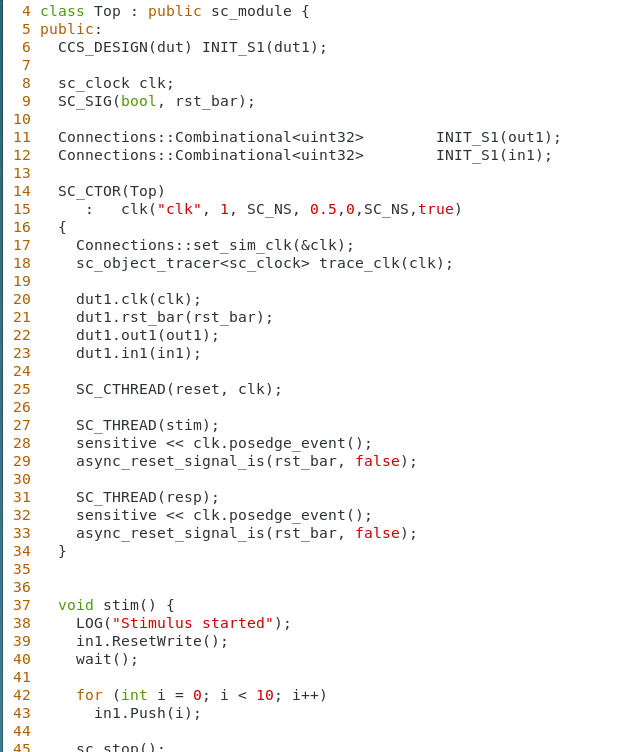 4 class Top : public sc_module {
5 public:
6   CCS_DESIGN(dut) INIT_S1(dut1);
7
8   sc_clock clk;
9   SC_SIG(bool, rst_bar);
10
11   Connections::Combinational<uint32>        INIT_S1(out1);
12   Connections::Combinational<uint32>        INIT_S1(in1);
13
14   SC_CTOR(Top)
15      :   clk("clk", 1, SC_NS, 0.5,0,SC_NS,true)
16   {
17     Connections::set_sim_clk(&clk);
18     sc_object_tracer<sc_clock> trace_clk(clk);
19
20     dut1.clk(clk);
21     dut1.rst_bar(rst_bar);
22     dut1.out1(out1);
23     dut1.in1(in1);
24
25     SC_CTHREAD(reset, clk);
26
27     SC_THREAD(stim);
28     sensitive << clk.posedge_event();
29     async_reset_signal_is(rst_bar, false);
30
31     SC_THREAD(resp);
32     sensitive << clk.posedge_event();
33     async_reset_signal_is(rst_bar, false);
34   }
35
36
37   void stim() {
38     LOG("Stimulus started");
39     in1.ResetWrite();
40     wait();
41
42     for (int i = 0; i < 10; i++)
43       in1.Push(i);
44
45     sc_stop();